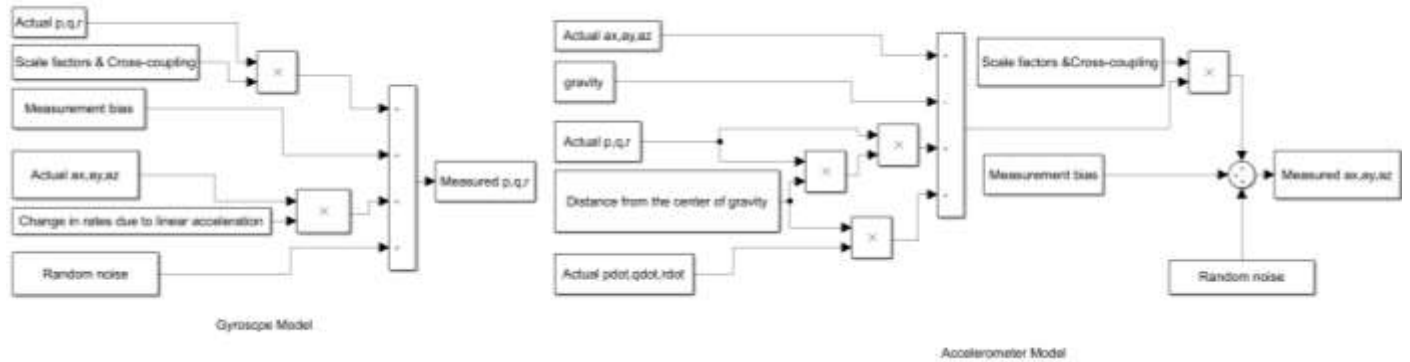 Actual p,q,r
Scale factors & Cross-coupling
Measurement bias
Actual ax,ay,az
Change in rates due to linear acceleration
Random noise
×
×
Measured p,q,r
Gyroscpe Model
Actual ax,ay,az
gravity
Actual p,q,r
Distance from the center of gravity
Actual pdot,qdot,rdot
×
×
×
Scale factors &Cross-coupling
×
Measurement bias
Measured ax,ay,az
Random noise
Accelerometer Model